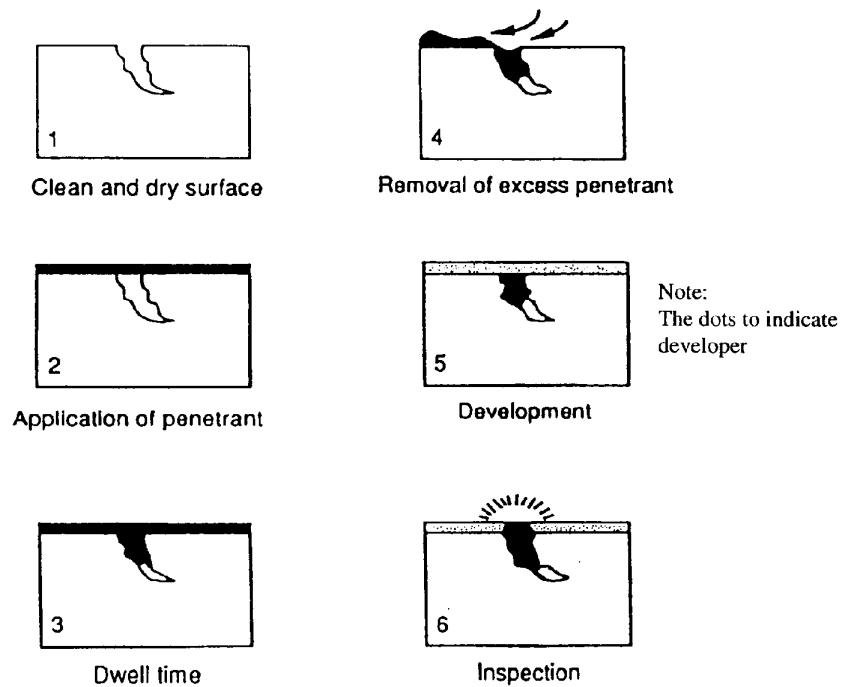 1
Clean and dry surface
2
Application of penetrant
3
Dwell time
4
Removal of excess penetrant
5
Development
Note:
The dots to indicate
developer
6
Inspection